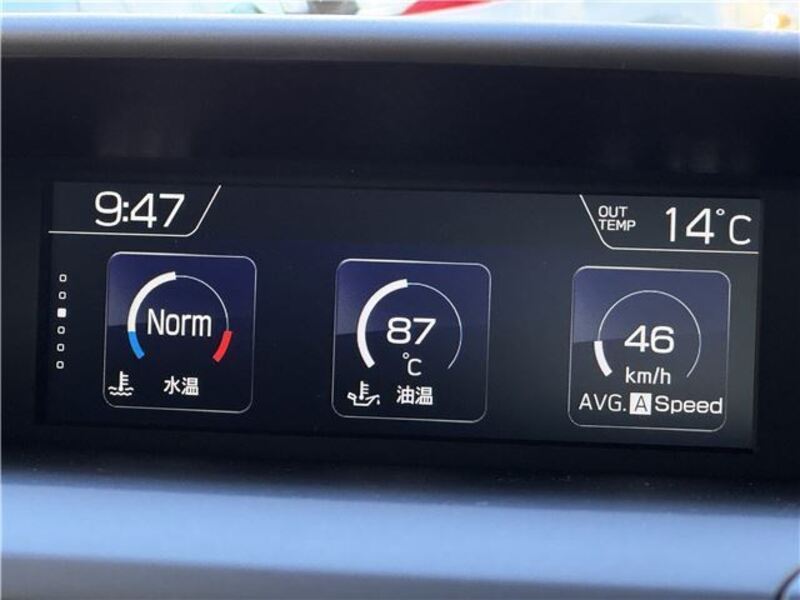 9:47
OUT TEMP 14°C
Norm
水温
87
°C
油温
46
km/h
AVG. A Speed